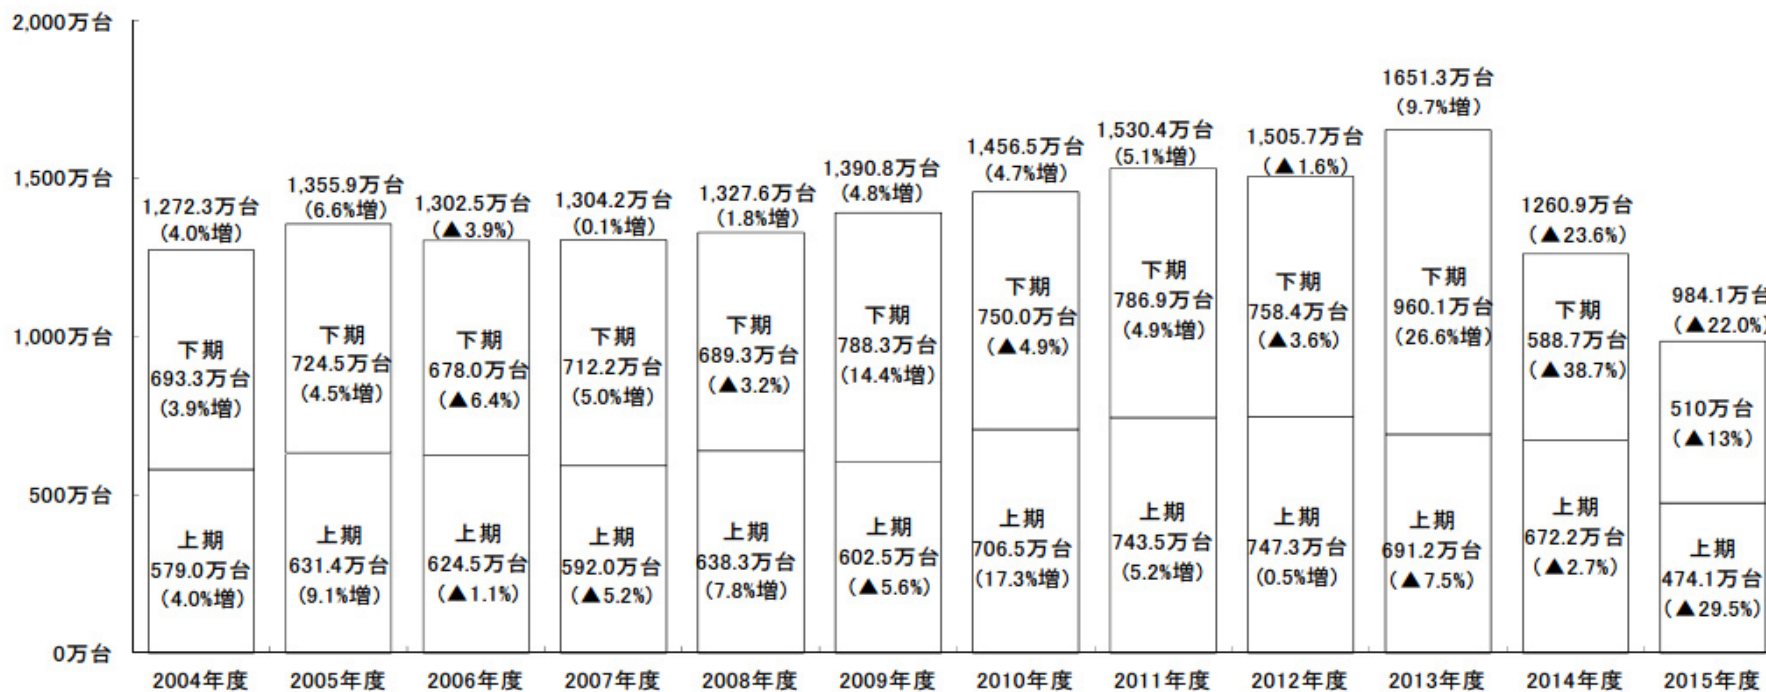 2,000万台
1,500万台
1,000万台
500万台
0万台
1,272.3万台
(4.0%増)
下期
693.3万台
(3.9%増)
上期
579.0万台
(4.0%増)
2004年度
1,355.9万台
(6.6%増)
下期
724.5万台
(4.5%増)
上期
631.4万台
(9.1%増)
2005年度
1,302.5万台
(▲3.9%)
下期
678.0万台
(▲6.4%)
上期
624.5万台
(▲1.1%)
2006年度
1,304.2万台
(0.1%増)
下期
712.2万台
(5.0%増)
上期
592.0万台
(▲5.2%)
2007年度
1,327.6万台
(1.8%増)
下期
689.3万台
(▲3.2%)
上期
638.3万台
(7.8%増)
2008年度
1,390.8万台
(4.8%増)
下期
788.3万台
(14.4%増)
上期
602.5万台
(▲5.6%)
2009年度
1,456.5万台
(4.7%増)
下期
750.0万台
(▲4.9%)
上期
706.5万台
(17.3%増)
2010年度
1,530.4万台
(5.1%増)
下期
786.9万台
(4.9%増)
上期
743.5万台
(5.2%増)
2011年度
1,505.7万台
(▲1.6%)
下期
758.4万台
(▲3.6%)
上期
747.3万台
(0.5%増)
2012年度
1651.3万台
(9.7%増)
下期
960.1万台
(26.6%増)
上期
691.2万台
(▲7.5%)
2013年度
1260.9万台
(▲23.6%)
下期
588.7万台
(▲38.7%)
上期
672.2万台
(▲2.7%)
2014年度
984.1万台
(▲22.0%)
510万台
(▲13%)
上期
474.1万台
(▲29.5%)
2015年度